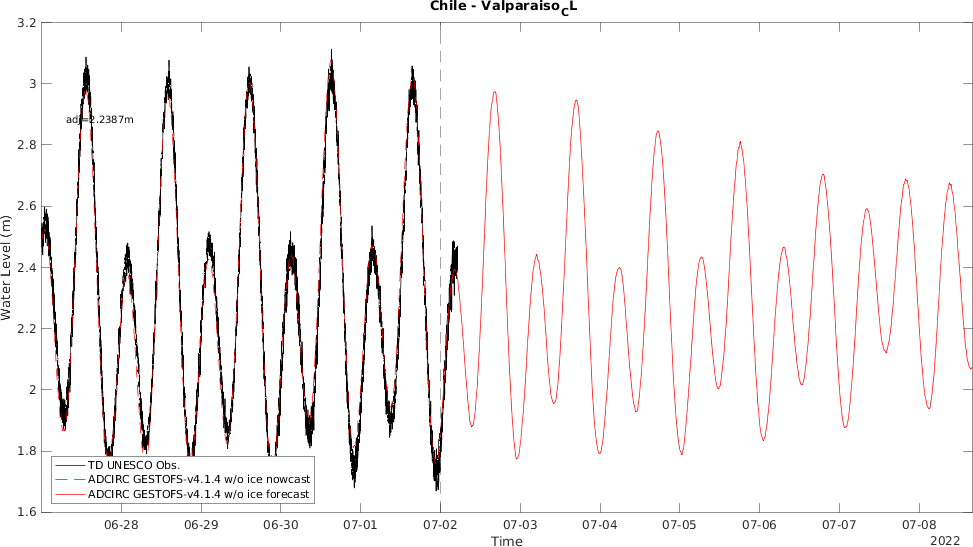 Chile - Valparaiso_CL
3.2
3
2.8
2.6
2.4
2.2
2
1.8
1.6
Water Level (m)
adj=2.2387m
TD UNESCO Obs.
ADCIRC GESTOFS-v4.1.4 w/o ice nowcast
ADCIRC GESTOFS-v4.1.4 w/o ice forecast
06-28 06-29 06-30 07-01 07-02 07-03 07-04 07-05 07-06 07-07 07-08
Time
2022